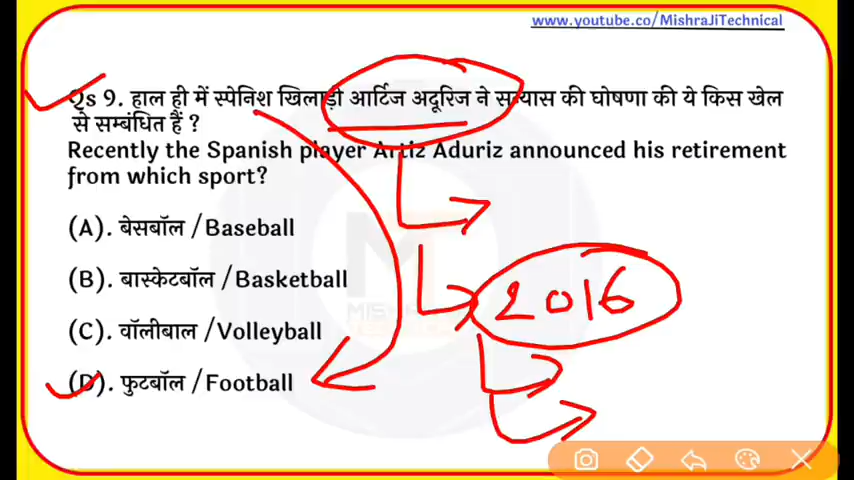 www.youtube.co/MishraJiTechnical
Qs 9. हाल ही में स्पेनिश खिलाड़ी आर्टिज अदूरिज ने सन्यास की घोषणा की ये किस खेल
से सम्बंधित हैं ?
Recently the Spanish player Artiz Aduriz announced his retirement
from which sport?
(A). बेसबॉल / Baseball
(B). बास्केटबॉल / Basketball
2016
(C). वॉलीबाल / Volleyball
(D). फुटबॉल / Football